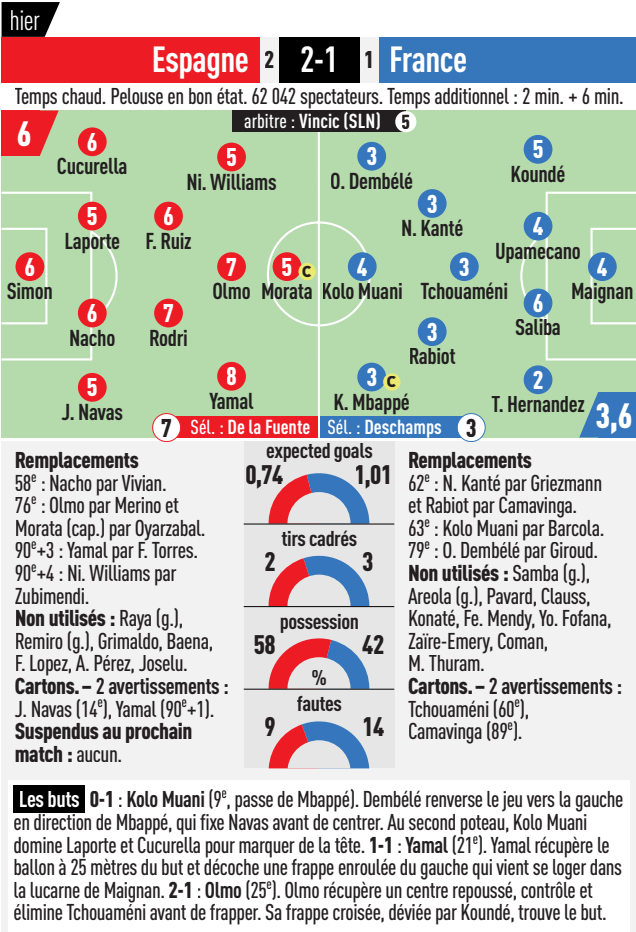 hier
Espagne 2 2-1 1 France
Temps chaud. Pelouse en bon état. 62 042 spectateurs. Temps additionnel : 2 min. + 6 min.
arbitre : Vincic (SLN) 5
6
6
Cucurella
5
Ni. Williams
3
O. Dembélé
5
Koundé
5
Laporte
6
F. Ruiz
3
N. Kanté
4
Upamecano
6
Simon
7
Olmo
5 C
Morata
4
Kolo Muani
3
Tchouaméni
4
Maignan
6
Nacho
7
Rodri
3
Rabiot
6
Saliba
5
J. Navas
8
Yamal
3 C
K. Mbappé
2
T. Hernandez
3,6
7 Sél. : De la Fuente
Sél. : Deschamps 3
Remplacements
58e : Nacho par Vivian.
76e : Olmo par Merino et
Morata (cap.) par Oyarzabal.
90e+3 : Yamal par F. Torres.
90e+4 : Ni. Williams par
Zubimendi.
Non utilisés : Raya (g.),
Remiro (g.), Grimaldo, Baena,
F. Lopez, A. Pérez, Joselu.
Cartons. – 2 avertissements :
J. Navas (14e), Yamal (90e+1).
Suspendus au prochain
match : aucun.
expected goals
0,74 1,01
tirs cadrés
2 3
possession
58 42
%
fautes
9 14
Remplacements
62e : N. Kanté par Griezmann
et Rabiot par Camavinga.
63e : Kolo Muani par Barcola.
79e : O. Dembélé par Giroud.
Non utilisés : Samba (g.),
Areola (g.), Pavard, Clauss,
Konaté, Fe. Mendy, Yo. Fofana,
Zaïre-Emery, Coman,
M. Thuram.
Cartons. – 2 avertissements :
Tchouaméni (60e),
Camavinga (89e).
Les buts 0-1 : Kolo Muani (9e, passe de Mbappé). Dembélé renverse le jeu vers la gauche
en direction de Mbappé, qui fixe Navas avant de centrer. Au second poteau, Kolo Muani
domine Laporte et Cucurella pour marquer de la tête. 1-1 : Yamal (21e). Yamal récupère le
ballon à 25 mètres du but et décoche une frappe enroulée du gauche qui vient se loger dans
la lucarne de Maignan. 2-1 : Olmo (25e). Olmo récupère un centre repoussé, contrôle et
élimine Tchouaméni avant de frapper. Sa frappe croisée, déviée par Koundé, trouve le but.